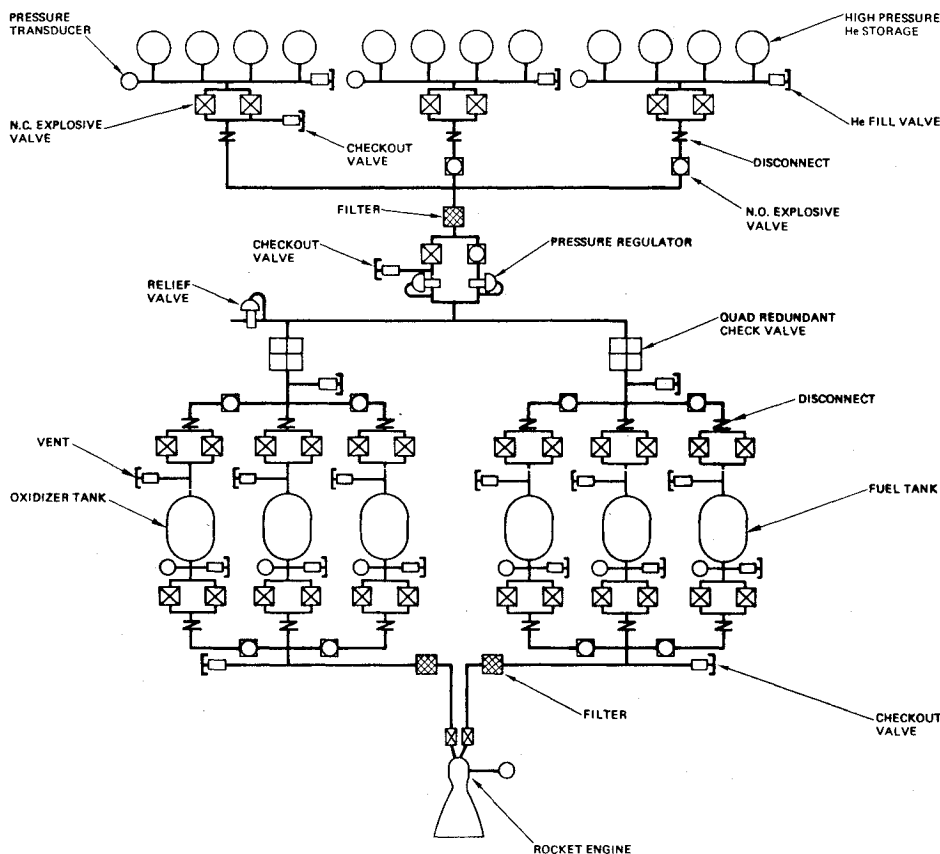 PRESSURE
TRANSDUCER
HIGH PRESSURE
He STORAGE
N.C. EXPLOSIVE
VALVE
CHECKOUT
VALVE
He FILL VALVE
DISCONNECT
N.O. EXPLOSIVE
VALVE
FILTER
CHECKOUT
VALVE
PRESSURE REGULATOR
RELIEF
VALVE
QUAD REDUNDANT
CHECK VALVE
DISCONNECT
VENT
OXIDIZER TANK
FUEL TANK
FILTER
CHECKOUT
VALVE
ROCKET ENGINE